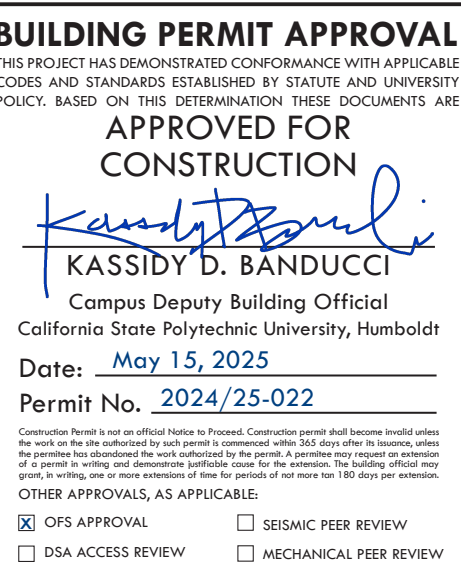 BUILDING PERMIT APPROVAL
THIS PROJECT HAS DEMONSTRATED CONFORMANCE WITH APPLICABLE
CODES AND STANDARDS ESTABLISHED BY STATUTE AND UNIVERSITY
POLICY. BASED ON THIS DETERMINATION THESE DOCUMENTS ARE
APPROVED FOR
CONSTRUCTION
Kassidy D Banducci
KASSIDY D. BANDUCCI
Campus Deputy Building Official
California State Polytechnic University, Humboldt
Date: May 15, 2025
Permit No. 2024/25-022
Construction Permit is not an official Notice to Proceed. Construction permit shall become invalid unless
the work on the site authorized by such permit is commenced within 365 days after its issuance, unless
the permitee has abandoned the work authorized by the permit. A permitee may request an extension
of a permit in writing and demonstrate justifiable cause for the extension. The building official may
grant, in writing, one or more extensions of time for periods of not more tan 180 days per extension.
OTHER APPROVALS, AS APPLICABLE:
X OFS APPROVAL
SEISMIC PEER REVIEW
DSA ACCESS REVIEW
MECHANICAL PEER REVIEW